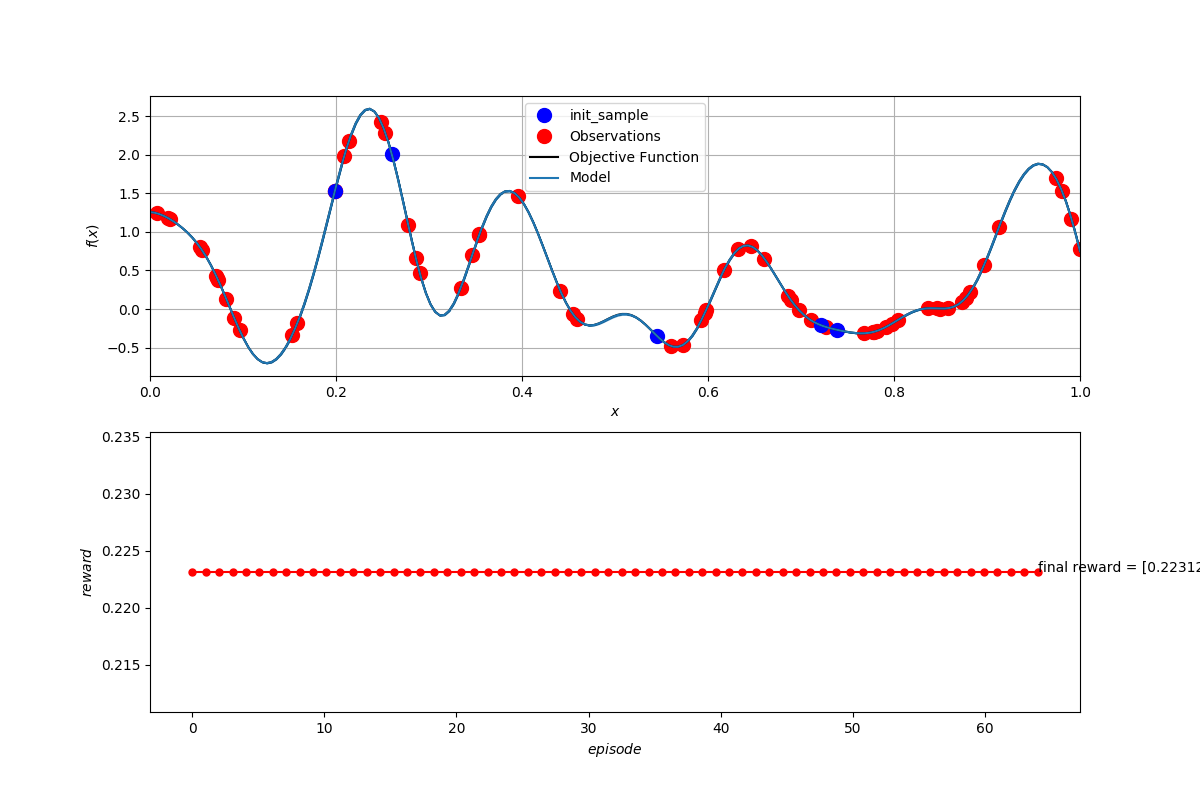 2.5
2.0
1.5
1.0
0.5
0.0
−0.5
f(x)
init_sample
Observations
Objective Function
Model
0.0 0.2 0.4 0.6 0.8 1.0
x
0.235
0.230
0.225
0.220
0.215
reward
final reward = [0.22312
0 10 20 30 40 50 60
episode